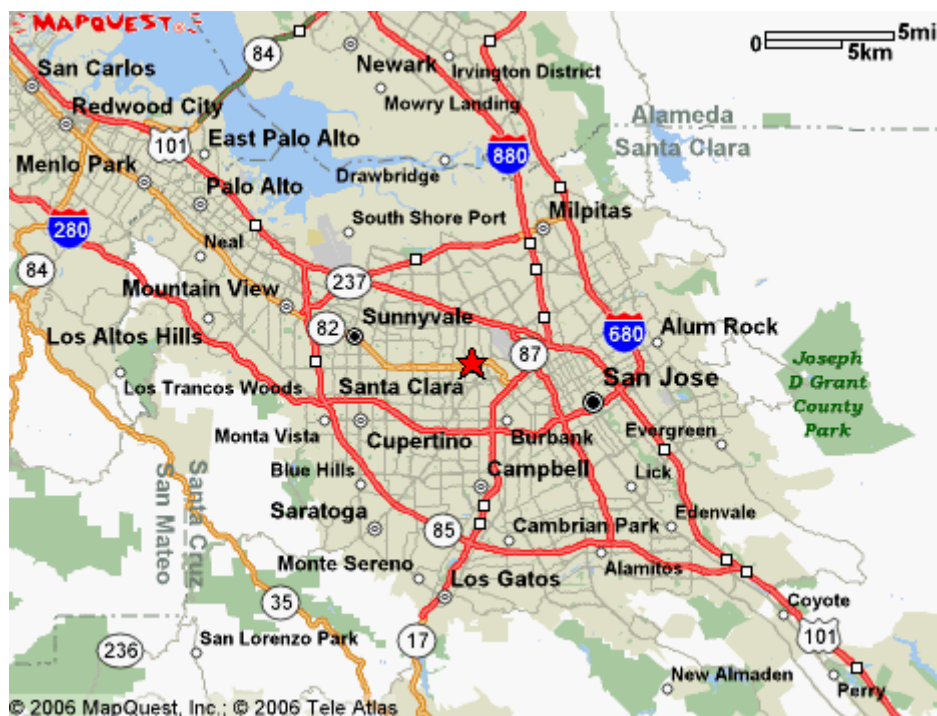 MAPQUEST
84
0
5mi
5km
San Carlos
Newark
Irvington District
Mowry Landing
Redwood City
Alameda
101
East Palo Alto
880
Santa Clara
Menlo Park
Drawbridge
Palo Alto
South Shore Port
Milpitas
280
Neal
84
237
Mountain View
82
Sunnyvale
680
Alum Rock
Los Altos Hills
87
Joseph
D Grant
County
Park
Los Trancos Woods
Santa Clara
San Jose
Monta Vista
Cupertino
Burbank
Evergreen
Blue Hills
Campbell
Lick
San Mateo
Santa Cruz
Saratoga
85
Cambrian Park
Edenvale
Monte Sereno
Los Gatos
Alamitos
35
Coyote
17
101
236
San Lorenzo Park
New Almaden
Perry
© 2006 MapQuest, Inc.; © 2006 Tele Atlas